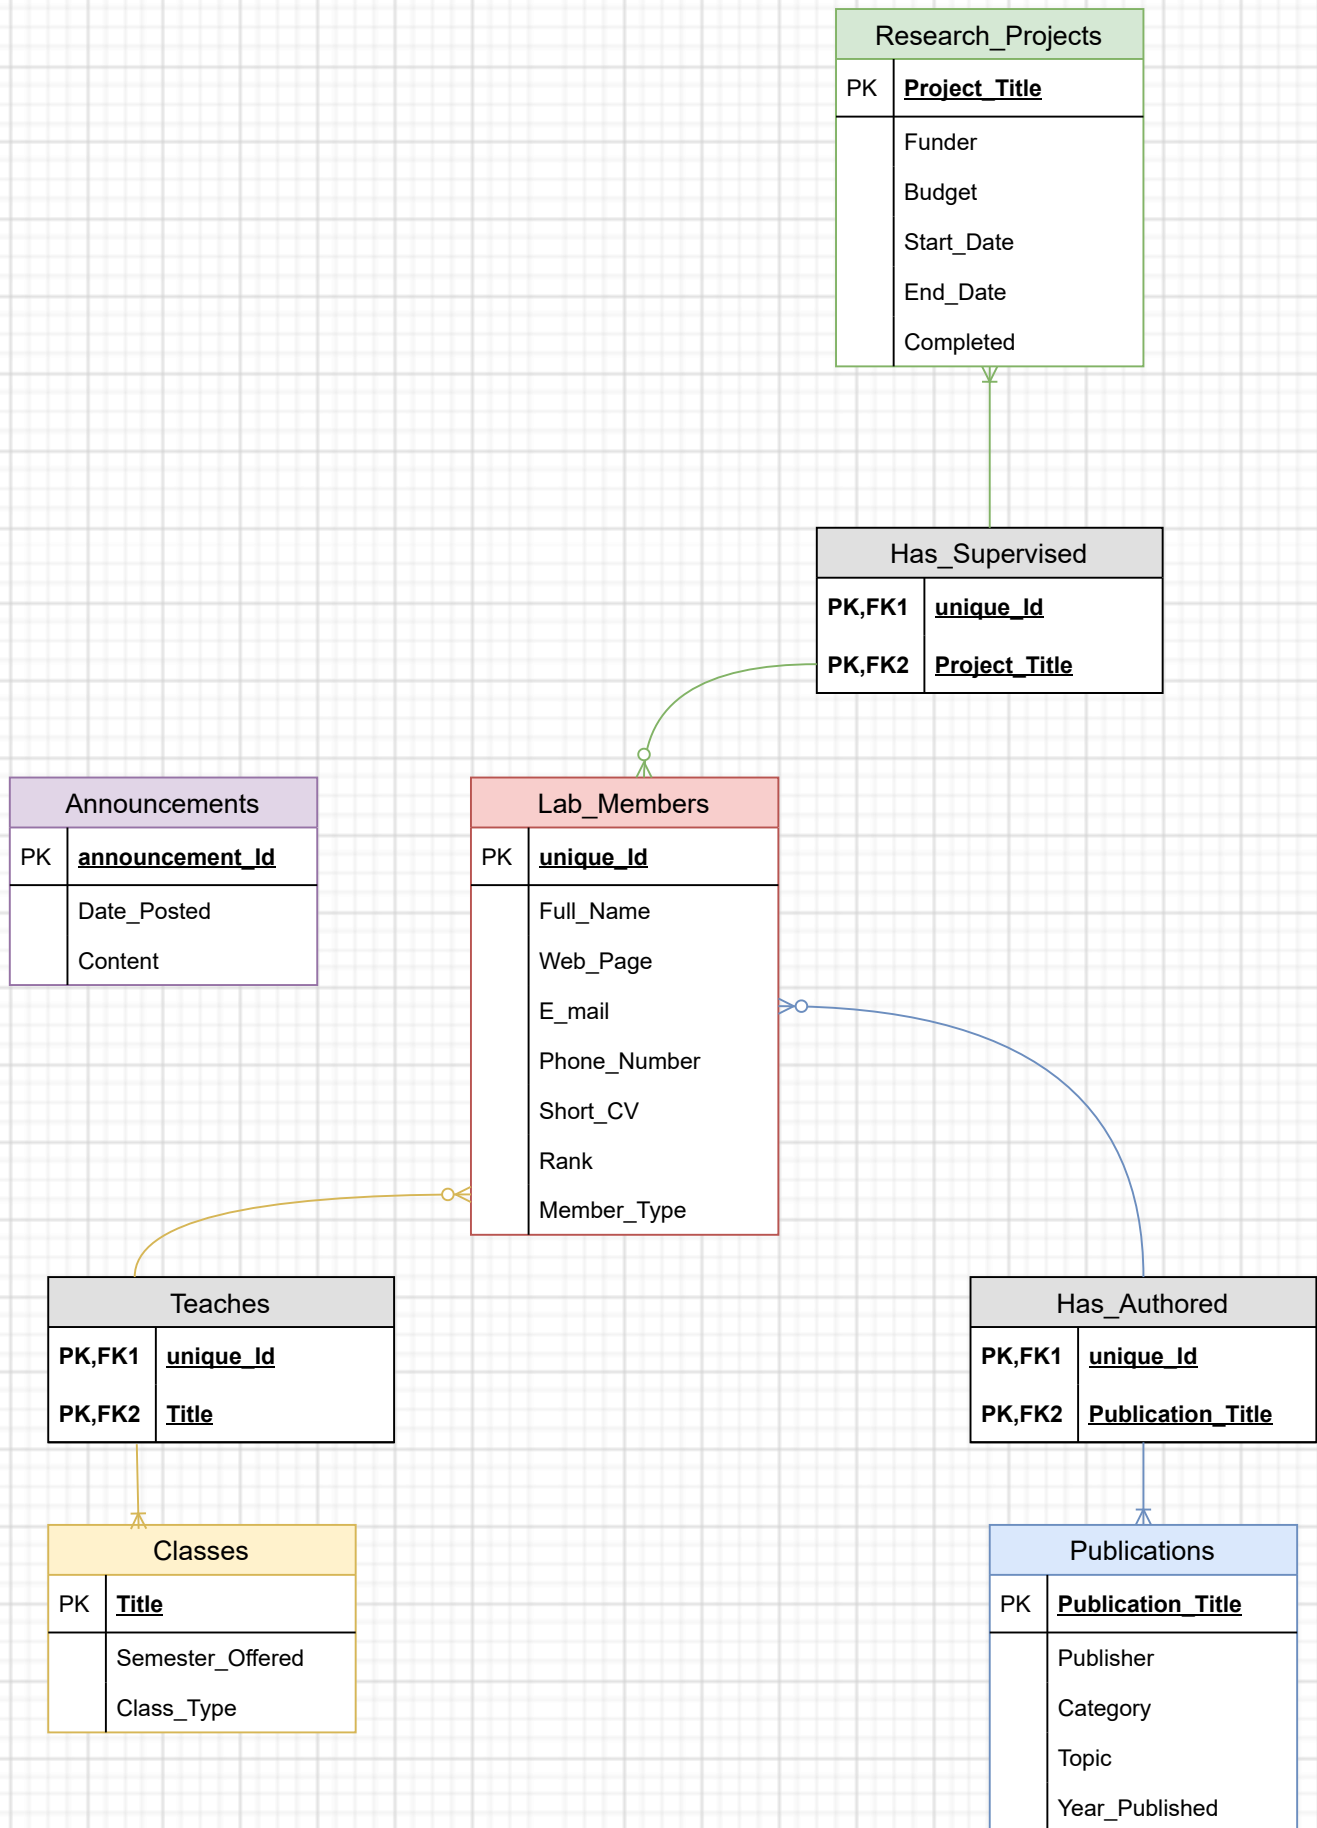 Research_Projects
PK Project_Title
Funder
Budget
Start_Date
End_Date
Completed
Has_Supervised
PK,FK1 unique_Id
PK,FK2 Project_Title
Announcements
PK announcement_Id
Date_Posted
Content
Lab_Members
PK unique_Id
Full_Name
Web_Page
E_mail
Phone_Number
Short_CV
Rank
Member_Type
Teaches
PK,FK1 unique_Id
PK,FK2 Title
Has_Authored
PK,FK1 unique_Id
PK,FK2 Publication_Title
Classes
PK Title
Semester_Offered
Class_Type
Publications
PK Publication_Title
Publisher
Category
Topic
Year_Published